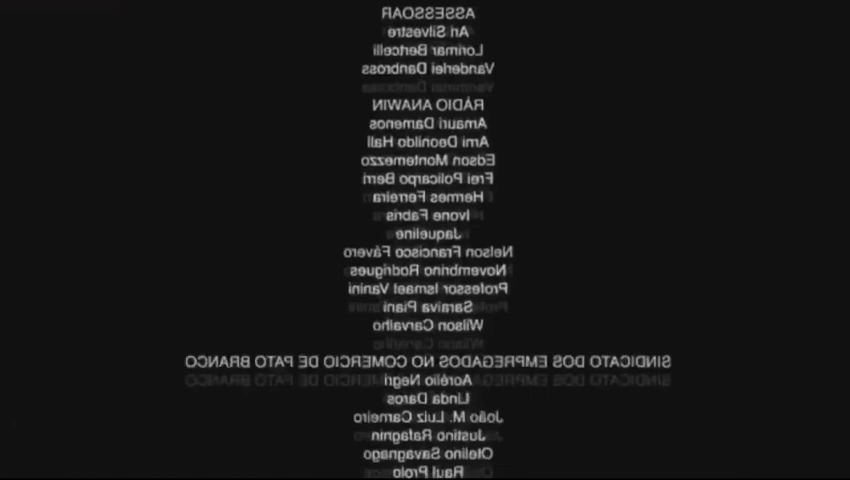 ASSESSOAR
Ari Silvestre
Lorimar Bertcelli
Vanderlei Danbross
RÁDIO ANAWIN
Amauri Damenos
Arni Deonildo Hall
Edson Montemezzo
Frei Policarpo Berri
Hermes Ferreira
Ivone Fabris
Jaqueline
Nelson Francisco Fávero
Novembrino Rodrigues
Professor Ismael Vanini
Saraiva Piani
Wilson Carvalho
SINDICATO DOS EMPREGADOS NO COMERCIO DE PATO BRANCO
Aorélio Negri
Linda Daros
João M. Luiz Carneiro
Justino Rafagnin
Otelino Savagnago
Raul Prolo